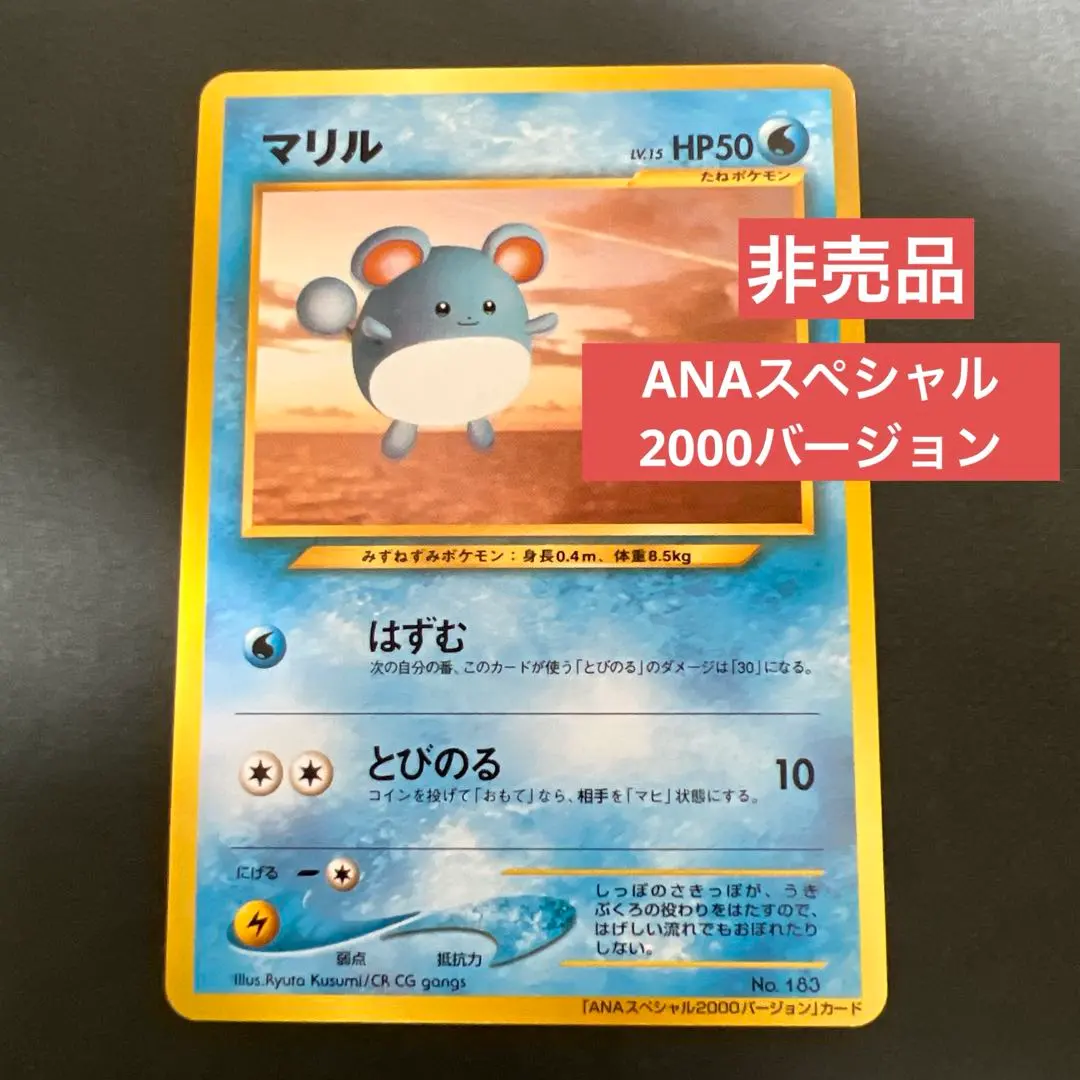 マリル
LV.15 HP50
たねポケモン
非売品
ANAスペシャル
2000バージョン
みずねずみポケモン：身長0.4m、体重8.5kg
はずむ
次の自分の番、このカードが使う「とびのる」のダメージは「30」になる。
とびのる 10
コインを投げて「おもて」なら、相手を「マヒ」状態にする。
にげる
しっぽのさきっぽが、うき
ぶくろの役わりをはたすので、
はげしい流れでもおぼれたり
しない。
弱点 抵抗力
Illus.Ryuta Kusumi/CR CG gangs
No. 183
「ANAスペシャル2000バージョン」カード